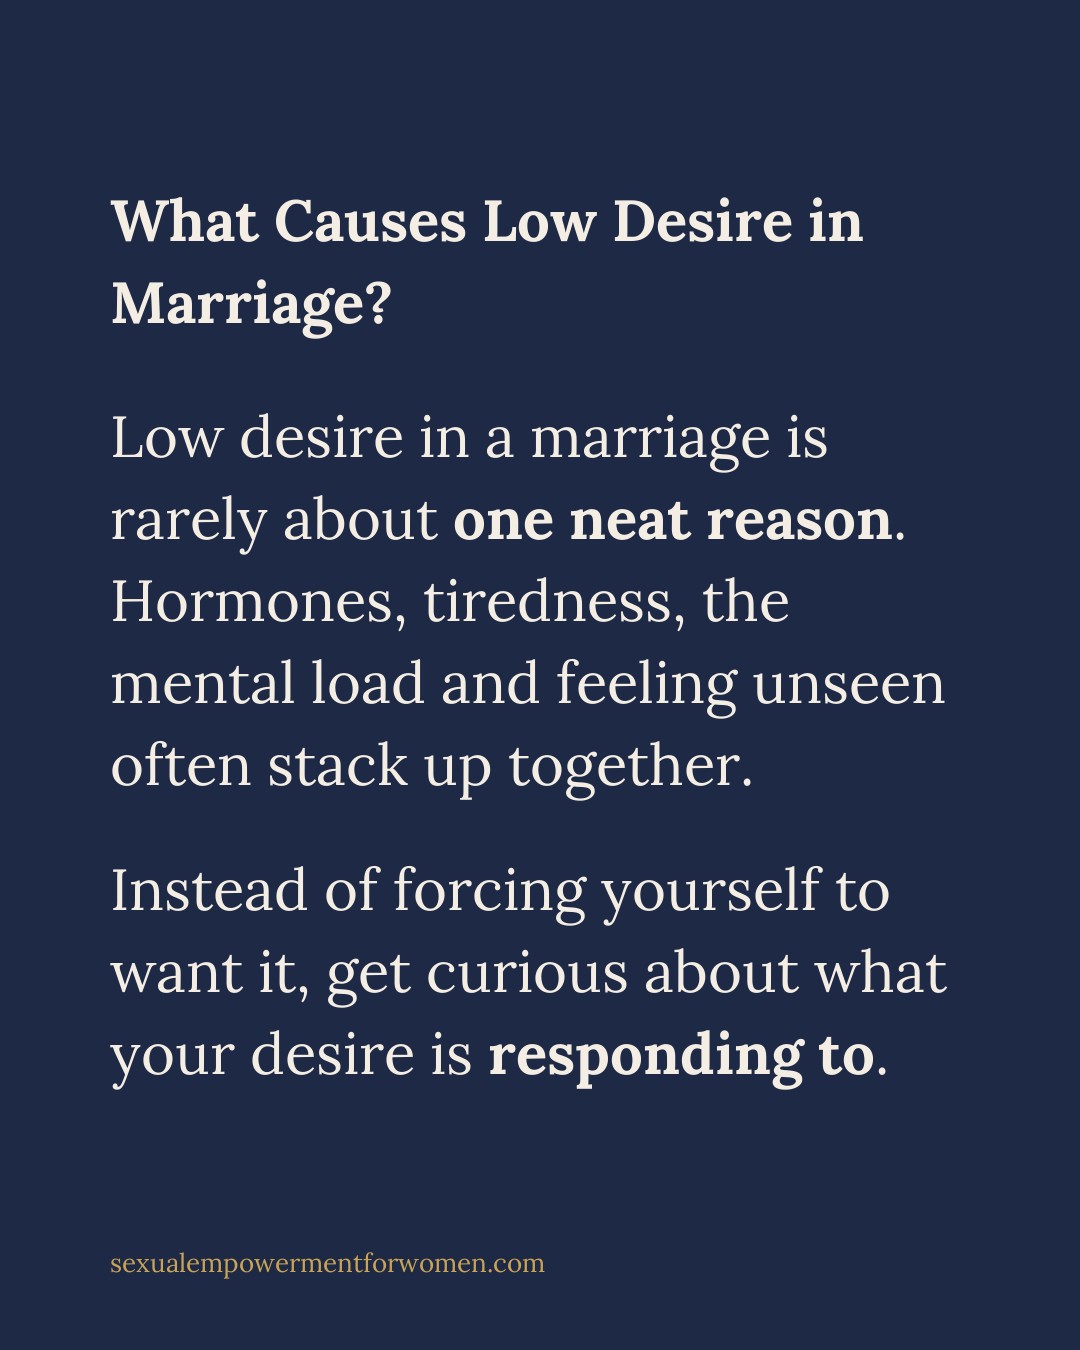 What Causes Low Desire in
Marriage?
Low desire in a marriage is
rarely about one neat reason.
Hormones, tiredness, the
mental load and feeling unseen
often stack up together.
Instead of forcing yourself to
want it, get curious about what
your desire is responding to.
sexualempowermentforwomen.com